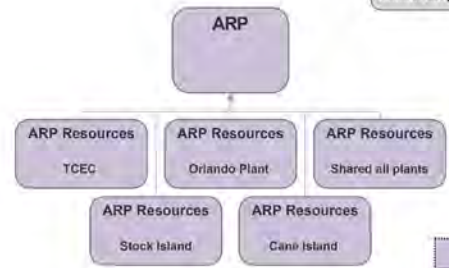 ARP
ARP Resources
TCEC
ARP Resources
Orlando Plant
ARP Resources
Shared all plants
ARP Resources
Stock Island
ARP Resources
Cane Island